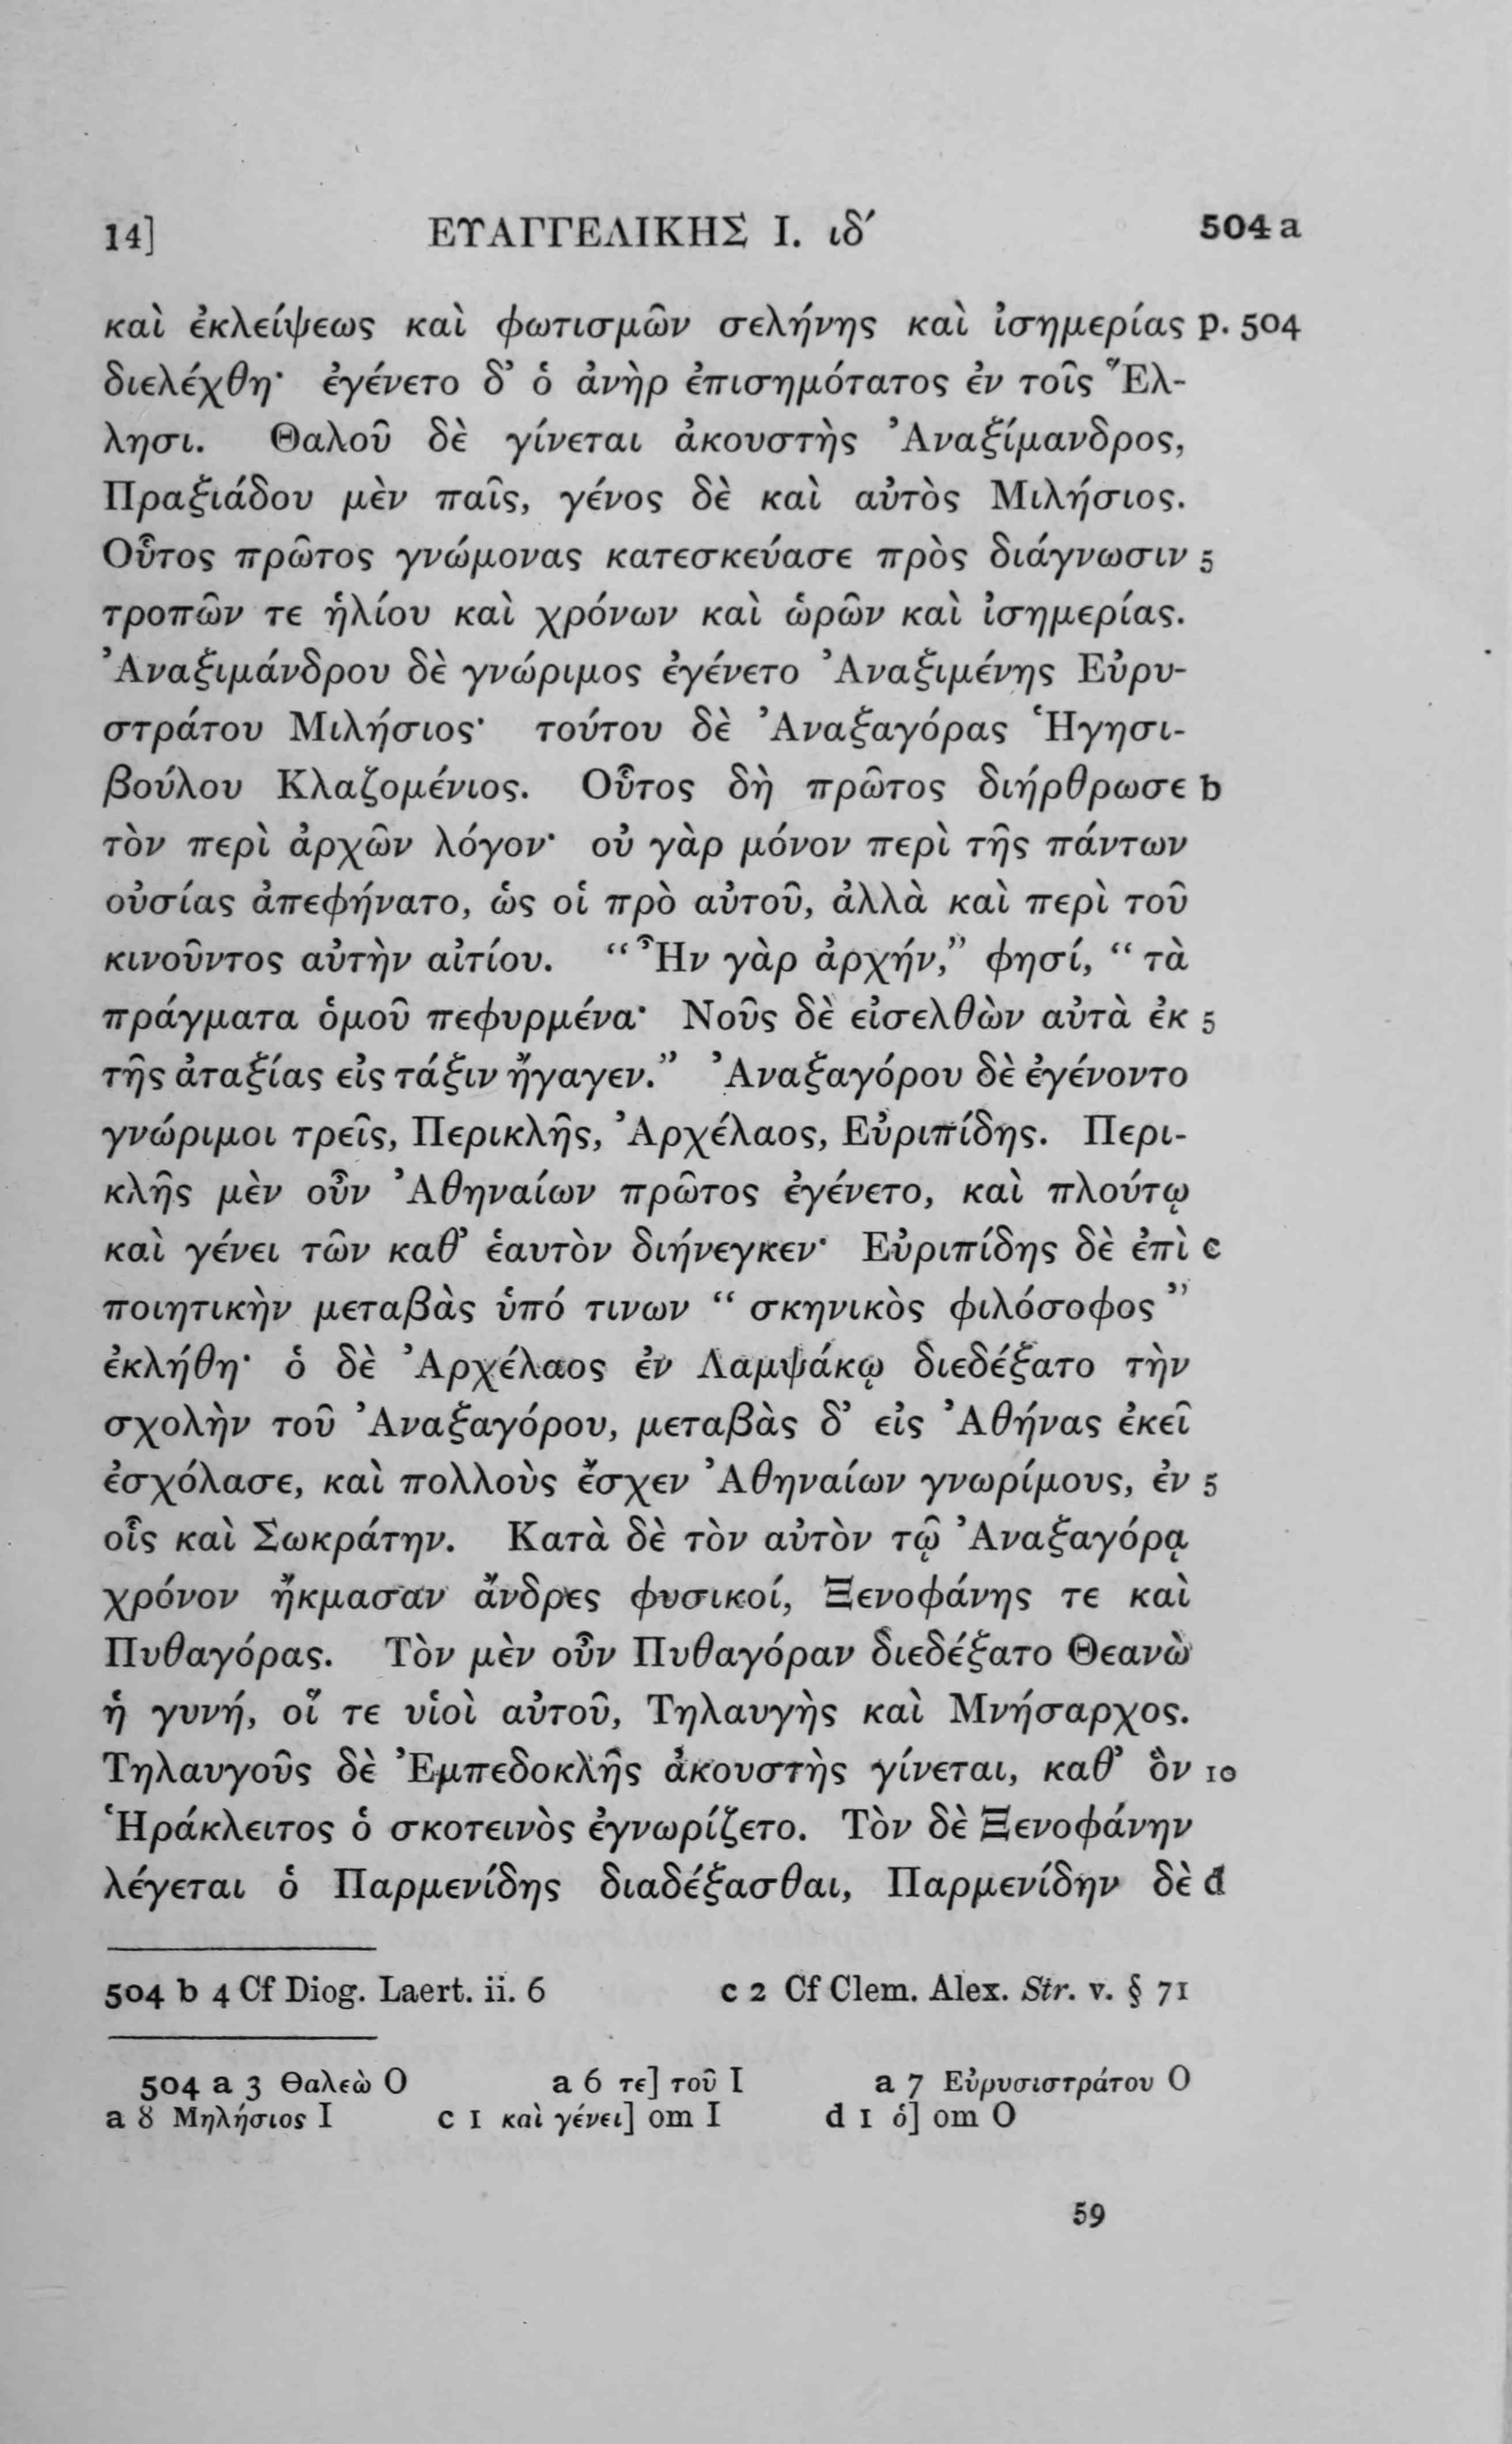 14] ΕΥΑΓΓΕΛΙΚΗΣ Ι. ιδ′ 504 a
καὶ ἐκλείψεως καὶ φωτισμῶν σελήνης καὶ ἰσημερίας p. 504
διελέχθη· ἐγένετο δ’ ὁ ἀνὴρ ἐπισημότατος ἐν τοῖς Ἕλ-
λησι. Θαλοῦ δὲ γίνεται ἀκουστὴς Ἀναξίμανδρος,
Πραξιάδου μὲν παῖς, γένος δὲ καὶ αὐτὸς Μιλήσιος.
Οὗτος πρῶτος γνώμονας κατεσκεύασε πρὸς διάγνωσιν 5
τροπῶν τε ἡλίου καὶ χρόνων καὶ ὡρῶν καὶ ἰσημερίας.
Ἀναξιμάνδρου δὲ γνώριμος ἐγένετο Ἀναξιμένης Εὐρυ-
στράτου Μιλήσιος· τούτου δὲ Ἀναξαγόρας Ἡγησι-
βούλου Κλαζομένιος. Οὗτος δὴ πρῶτος διήρθρωσε b
τὸν περὶ ἀρχῶν λόγον· οὐ γὰρ μόνον περὶ τῆς πάντων
οὐσίας ἀπεφήνατο, ὡς οἱ πρὸ αὐτοῦ, ἀλλὰ καὶ περὶ τοῦ
κινοῦντος αὐτὴν αἰτίου. “Ἦν γὰρ ἀρχήν,” φησί, “τὰ
πράγματα ὁμοῦ πεφυρμένα· Νοῦς δὲ εἰσελθὼν αὐτὰ ἐκ 5
τῆς ἀταξίας εἰς τάξιν ἤγαγεν.” Ἀναξαγόρου δὲ ἐγένοντο
γνώριμοι τρεῖς, Περικλῆς, Ἀρχέλαος, Εὐριπίδης. Περι-
κλῆς μὲν οὖν Ἀθηναίων πρῶτος ἐγένετο, καὶ πλούτῳ
καὶ γένει τῶν καθ’ ἑαυτὸν διήνεγκεν· Εὐριπίδης δὲ ἐπὶ c
ποιητικὴν μεταβὰς ὑπό τινων “σκηνικὸς φιλόσοφος”
ἐκλήθη· ὁ δὲ Ἀρχέλαος ἐν Λαμψάκῳ διεδέξατο τὴν
σχολὴν τοῦ Ἀναξαγόρου, μεταβὰς δ’ εἰς Ἀθήνας ἐκεῖ
ἐσχόλασε, καὶ πολλοὺς ἔσχεν Ἀθηναίων γνωρίμους, ἐν 5
οἷς καὶ Σωκράτην. Κατὰ δὲ τὸν αὐτὸν τῷ Ἀναξαγόρᾳ
χρόνον ἤκμασαν ἄνδρες φυσικοί, Ξενοφάνης τε καὶ
Πυθαγόρας. Τὸν μὲν οὖν Πυθαγόραν διεδέξατο Θεανὼ
ἡ γυνή, οἵ τε υἱοὶ αὐτοῦ, Τηλαυγὴς καὶ Μνήσαρχος.
Τηλαυγοῦς δὲ Ἐμπεδοκλῆς ἀκουστὴς γίνεται, καθ’ ὃν 10
Ἡράκλειτος ὁ σκοτεινὸς ἐγνωρίζετο. Τὸν δὲ Ξενοφάνην
λέγεται ὁ Παρμενίδης διαδέξασθαι, Παρμενίδην δὲ d
504 b 4 Cf Diog. Laert. ii. 6 c 2 Cf Clem. Alex. Str. v. § 71
504 a 3 Θαλεὼ O a 6 τε] τοῦ I a 7 Εὐρυσιστράτου O
a 8 Μηλήσιος I c 1 καὶ γένει] om I d 1 ὁ] om O
59